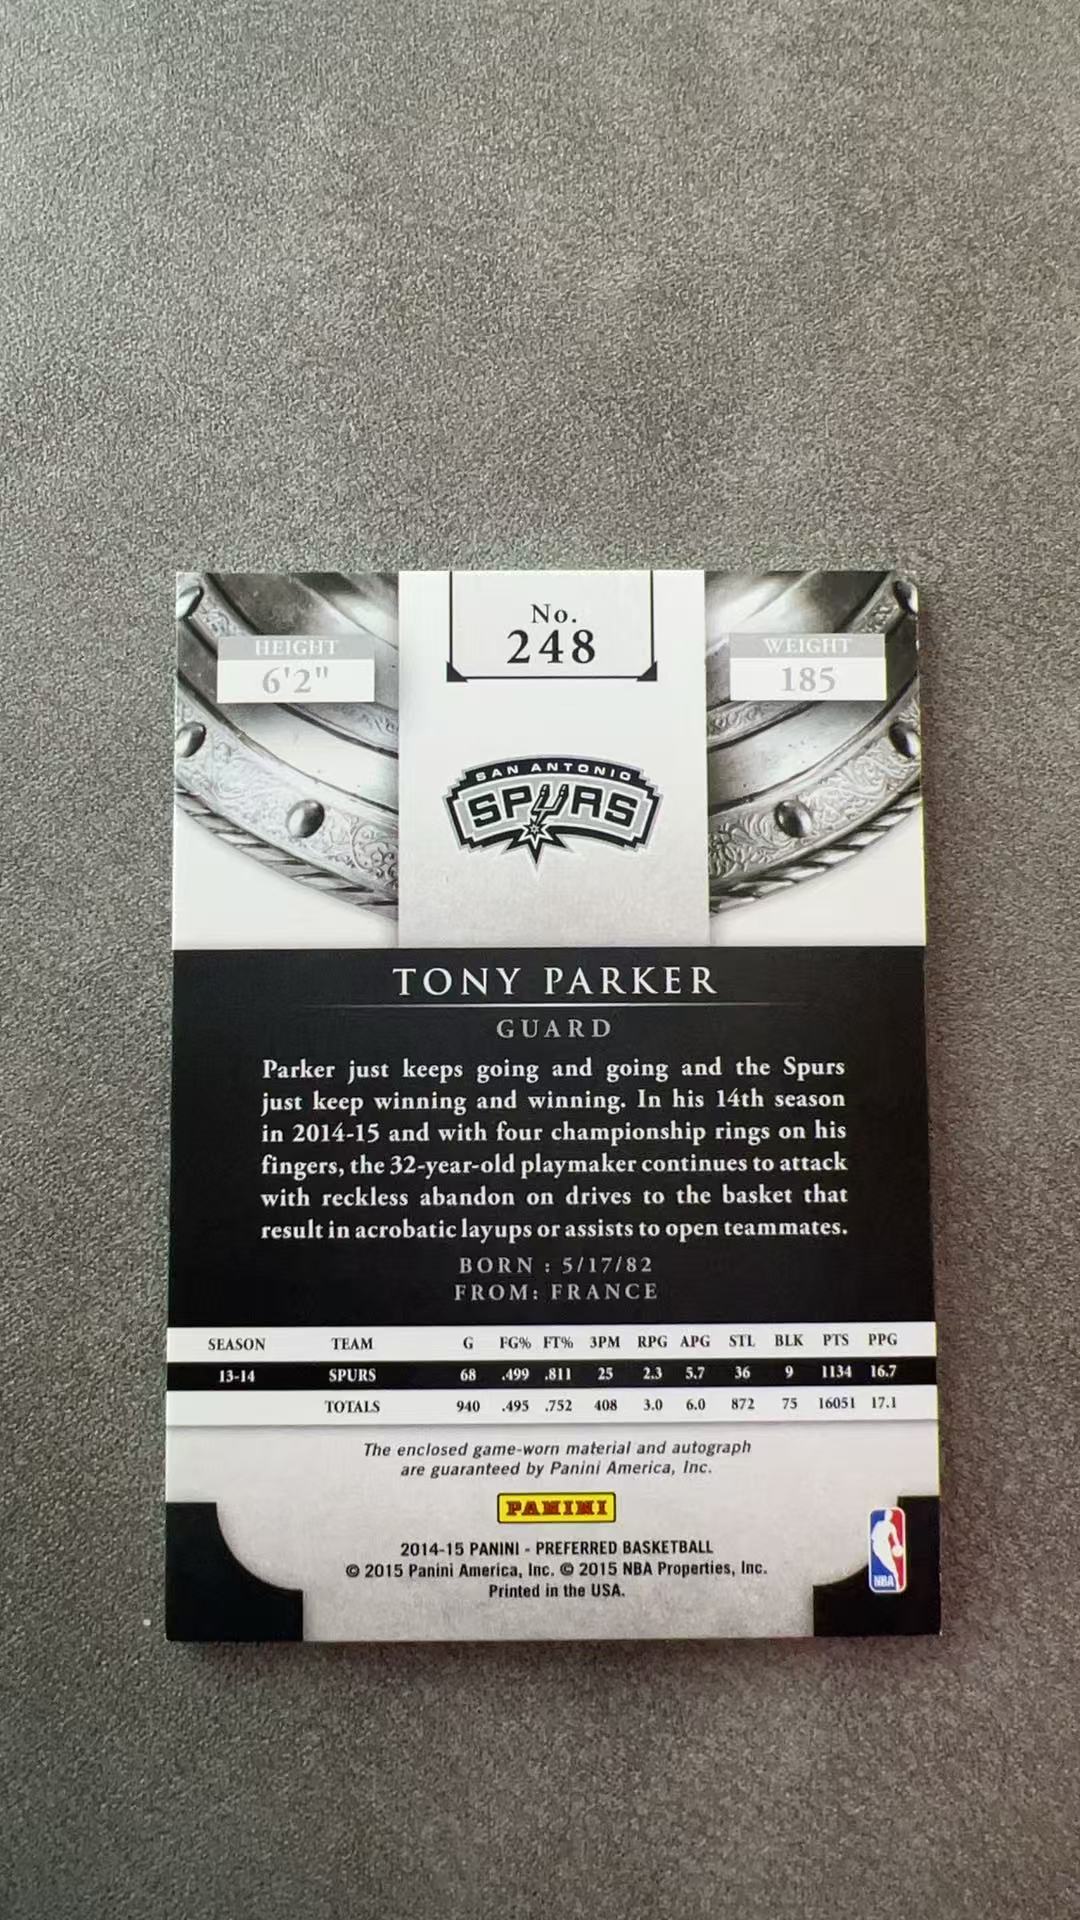 No.
248
HEIGHT
6'2"
WEIGHT
185
SAN ANTONIO
SPURS
TONY PARKER
GUARD
Parker just keeps going and going and the Spurs
just keep winning and winning. In his 14th season
in 2014-15 and with four championship rings on his
fingers, the 32-year-old playmaker continues to attack
with reckless abandon on drives to the basket that
result in acrobatic layups or assists to open teammates.
BORN : 5/17/82
FROM: FRANCE
SEASON TEAM G FG% FT% 3PM RPG APG STL BLK PTS PPG
13-14 SPURS 68 .499 .811 25 2.3 5.7 36 9 1134 16.7
TOTALS 940 .495 .752 408 3.0 6.0 872 75 16051 17.1
The enclosed game-worn material and autograph
are guaranteed by Panini America, Inc.
PANINI
2014-15 PANINI - PREFERRED BASKETBALL
© 2015 Panini America, Inc. © 2015 NBA Properties, Inc.
Printed in the USA.
NBA